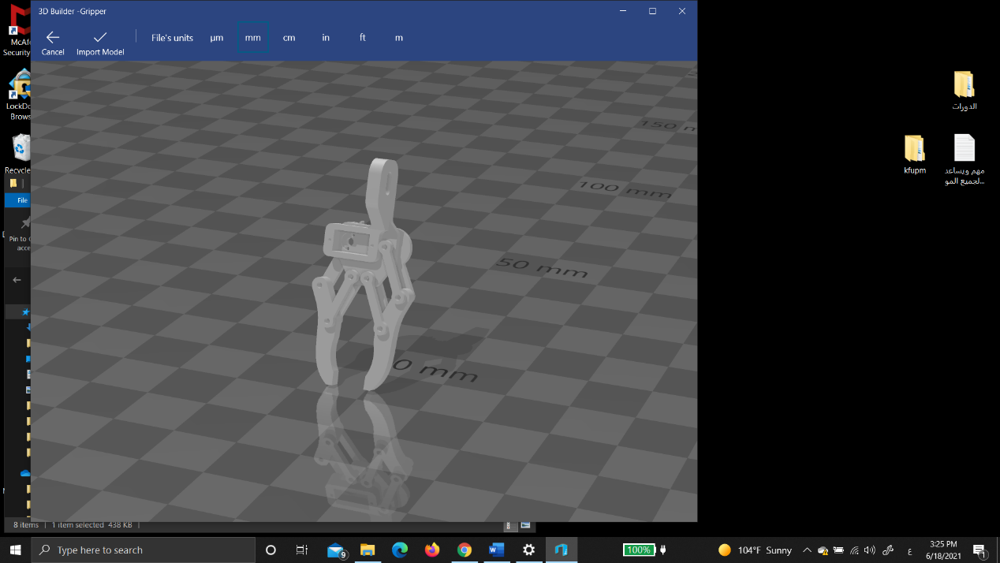 3D Builder -Gripper
Cancel
Import Model
File's units
µm
mm
cm
in
ft
m
McAf
Security
LockDo
Brows
Recycle
File
Pin to
acce
150 m
100 mm
50 mm
0 mm
الدورات
kfupm
مهم ويساعد
لجميع المو...
8 items
1 item selected 438 KB
Type here to search
9
100%
104°F Sunny
ع
3:25 PM
6/18/2021
1